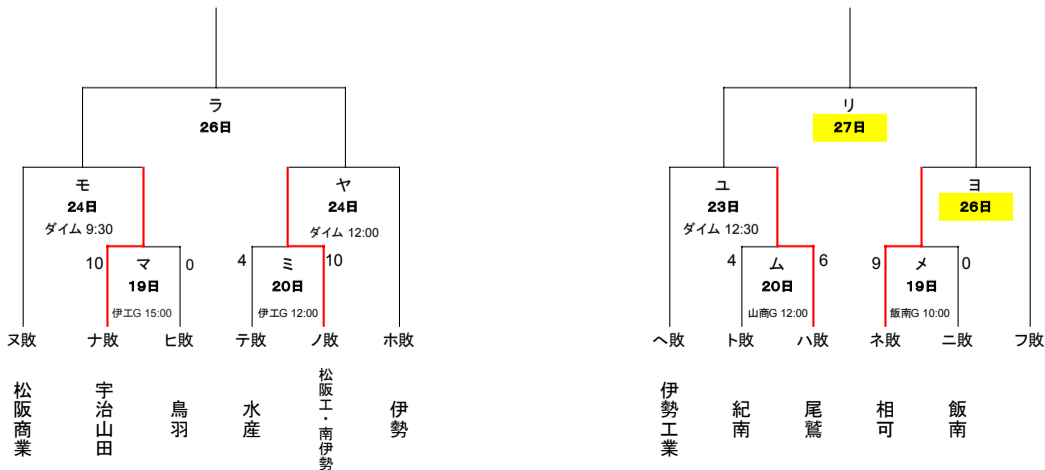 ラ
26日
リ
27日
モ
24日
ダイム 9:30
ヤ
24日
ダイム 12:00
ユ
23日
ダイム 12:30
ヨ
26日
10
マ
0
19日
伊工G 15:00
4
ミ
10
20日
伊工G 12:00
4
ム
6
20日
山商G 12:00
9
メ
0
19日
飯南G 10:00
ヌ敗
ナ敗
ヒ敗
テ敗
ノ敗
ホ敗
ヘ敗
ト敗
ハ敗
ネ敗
ニ敗
フ敗
松阪商業
宇治山田
鳥羽
水産
松阪工・南伊勢
伊勢
伊勢工業
紀南
尾鷲
相可
飯南